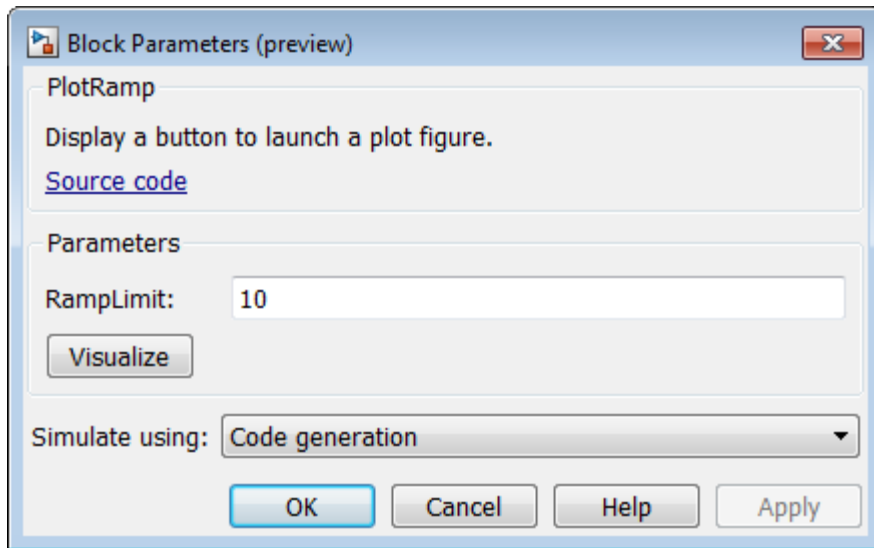 Block Parameters (preview)
PlotRamp
Display a button to launch a plot figure.
Source code
Parameters
RampLimit: 10
Visualize
Simulate using: Code generation
OK Cancel Help Apply